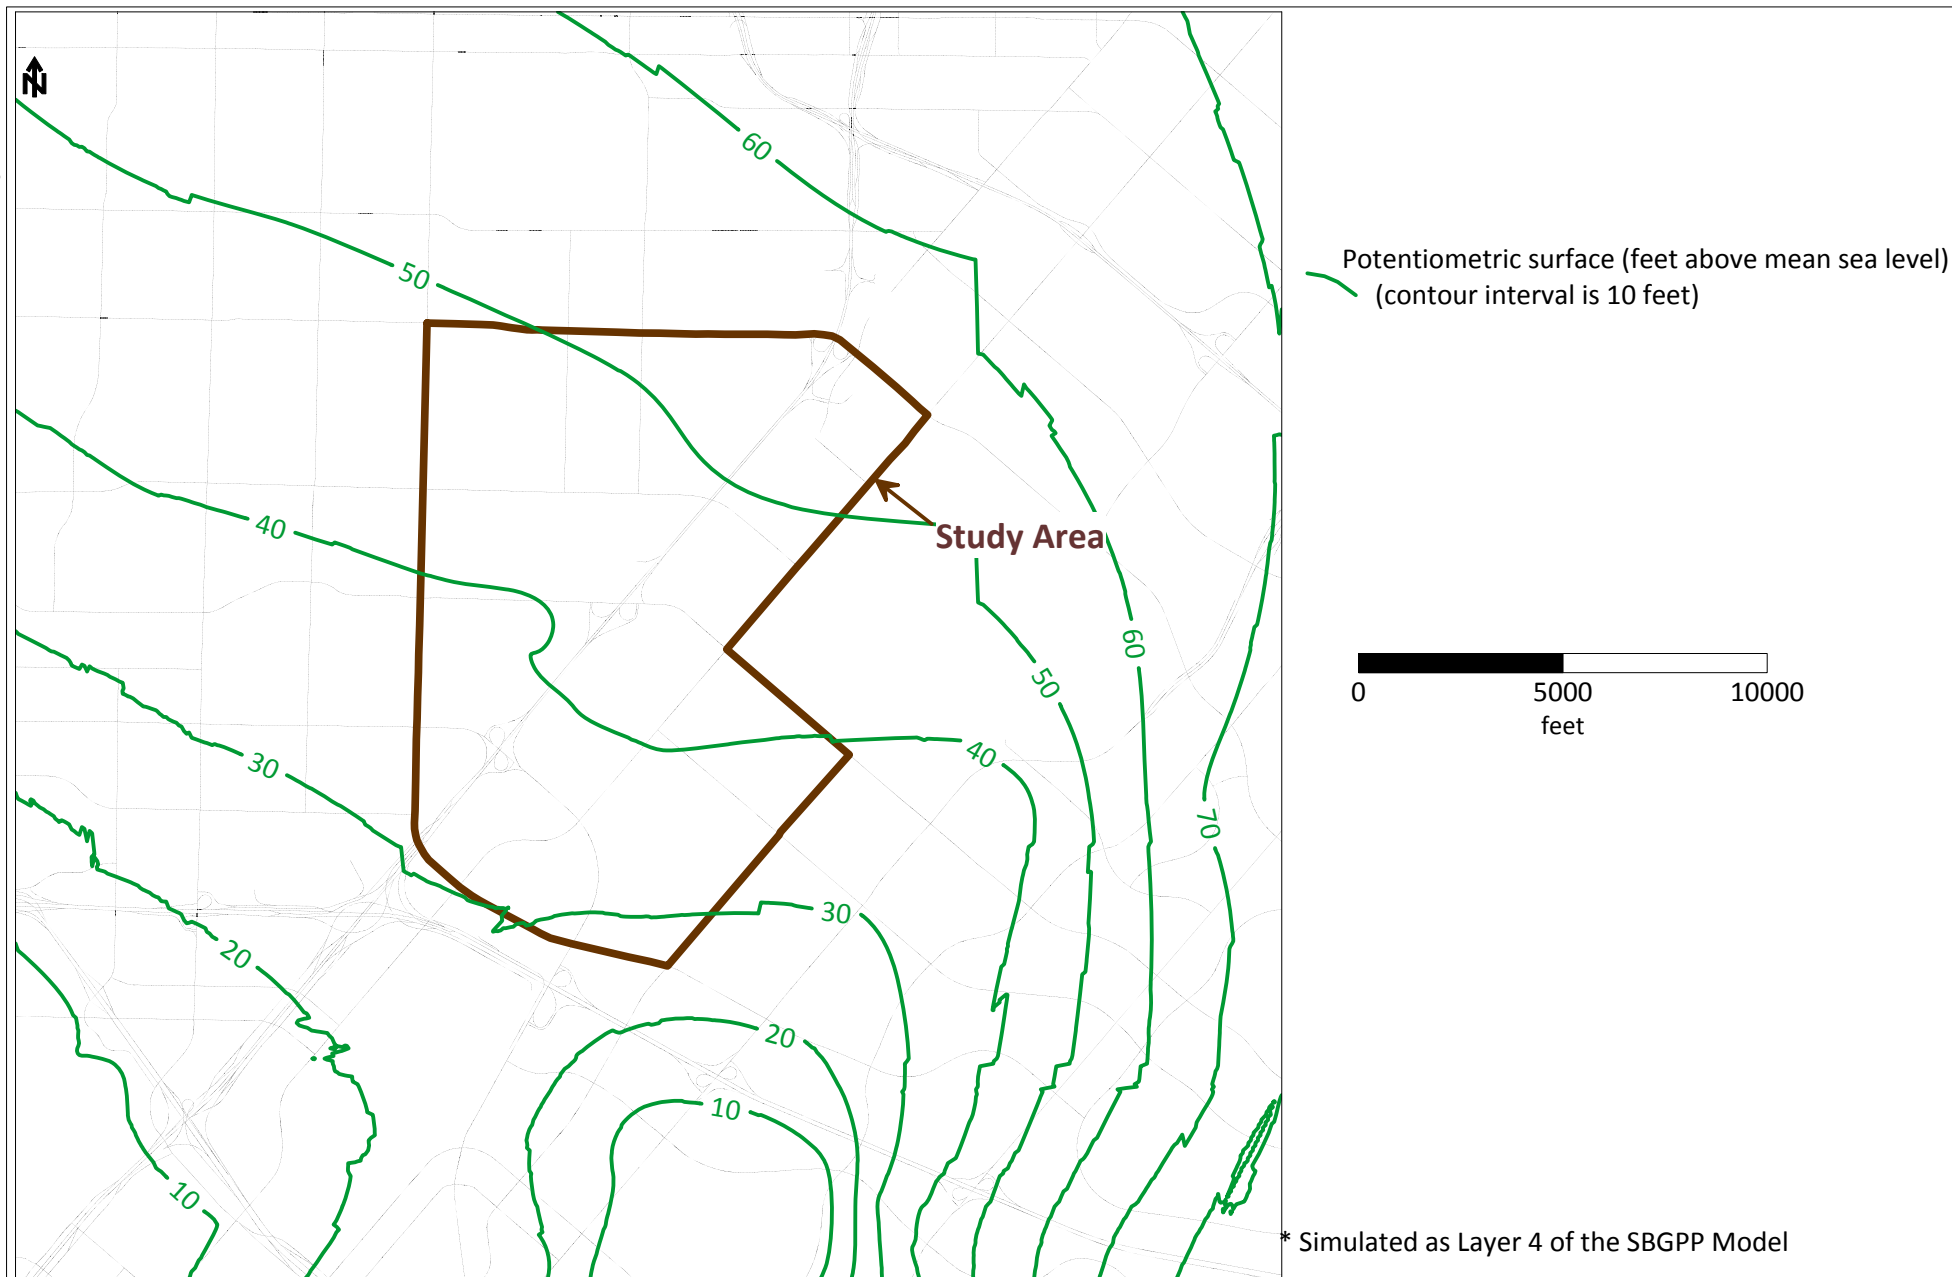 N
60
50
Potentiometric surface (feet above mean sea level)
(contour interval is 10 feet)
40
Study Area
60
50
0 5000 10000
feet
40
30
70
30
20
20
10
10
* Simulated as Layer 4 of the SBGPP Model